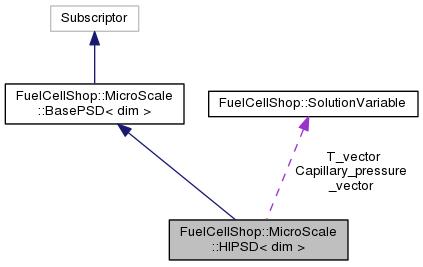 Subscriptor
FuelCellShop::MicroScale
::BasePSD< dim >
FuelCellShop::SolutionVariable
T_vector
Capillary_pressure
_vector
FuelCellShop::MicroScale
::HIPSD< dim >